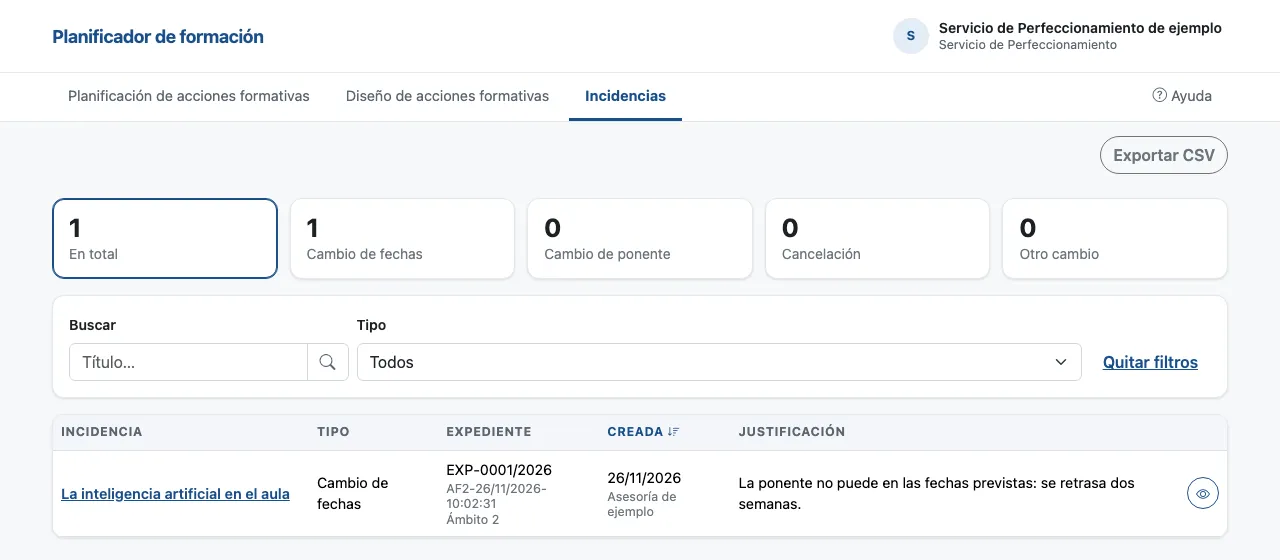 Planificador de formación
S
Servicio de Perfeccionamiento de ejemplo
Servicio de Perfeccionamiento
Planificación de acciones formativas
Diseño de acciones formativas
Incidencias
? Ayuda
Exportar CSV
1
En total
1
Cambio de fechas
0
Cambio de ponente
0
Cancelación
0
Otro cambio
Buscar
Título...
Tipo
Todos
Quitar filtros
INCIDENCIA
TIPO
EXPEDIENTE
CREADA
JUSTIFICACIÓN
La inteligencia artificial en el aula
Cambio de
fechas
EXP-0001/2026
AF2-26/11/2026-
10:02:31
Ámbito 2
26/11/2026
Asesoría de
ejemplo
La ponente no puede en las fechas previstas: se retrasa dos
semanas.